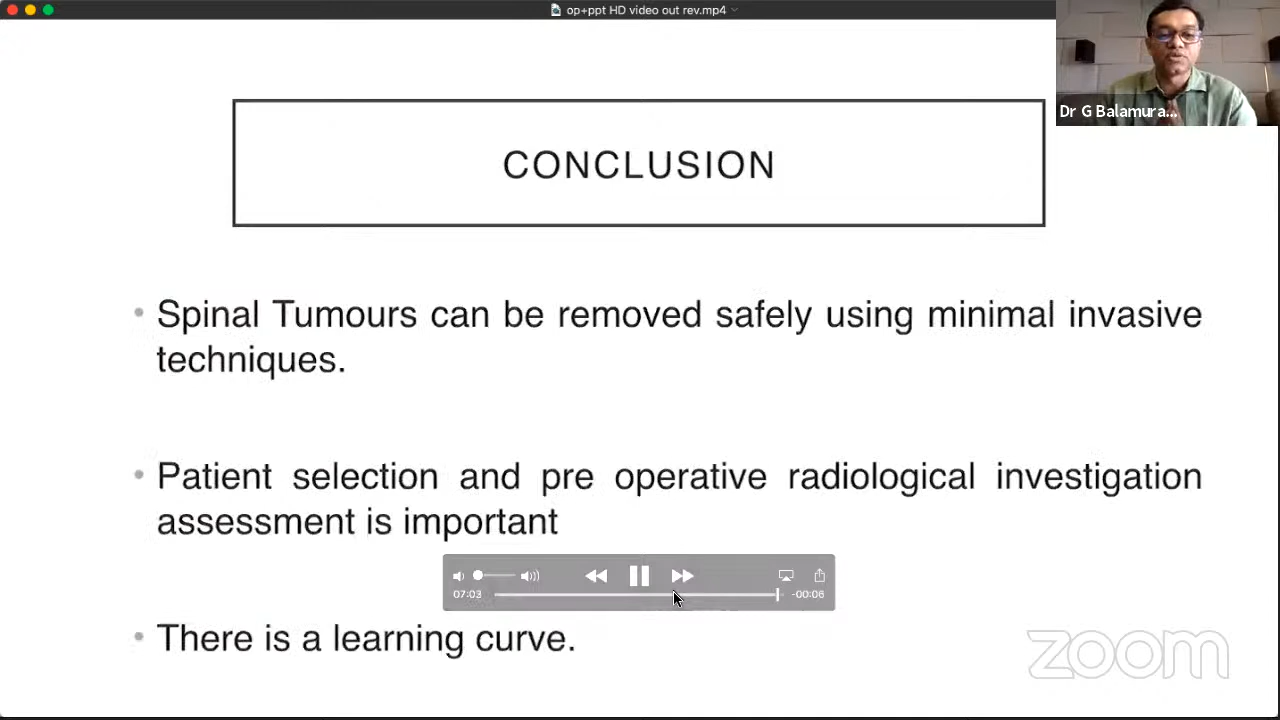 op+ppt HD video out rev.mp4
Dr G Balamura...
CONCLUSION
• Spinal Tumours can be removed safely using minimal invasive
techniques.
• Patient selection and pre operative radiological investigation
assessment is important
07:03
-00:06
• There is a learning curve.
zoom